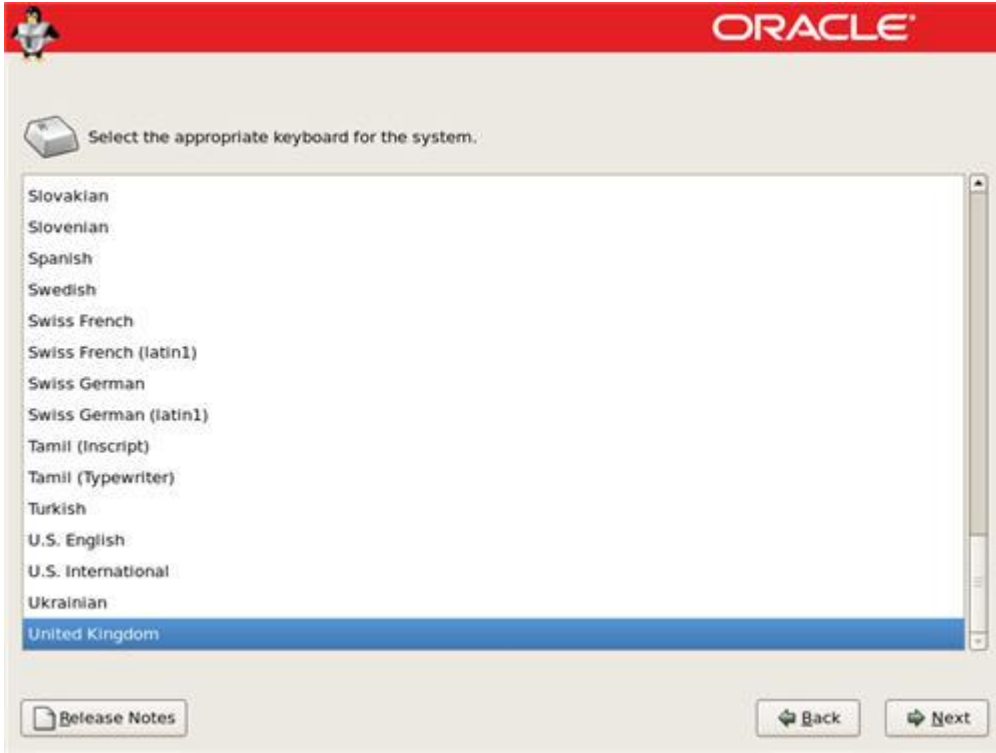 ORACLE
Select the appropriate keyboard for the system.
Slovakian
Slovenian
Spanish
Swedish
Swiss French
Swiss French (latin1)
Swiss German
Swiss German (latin1)
Tamil (Inscript)
Tamil (Typewriter)
Turkish
U.S. English
U.S. International
Ukrainian
United Kingdom
Release Notes
Back
Next